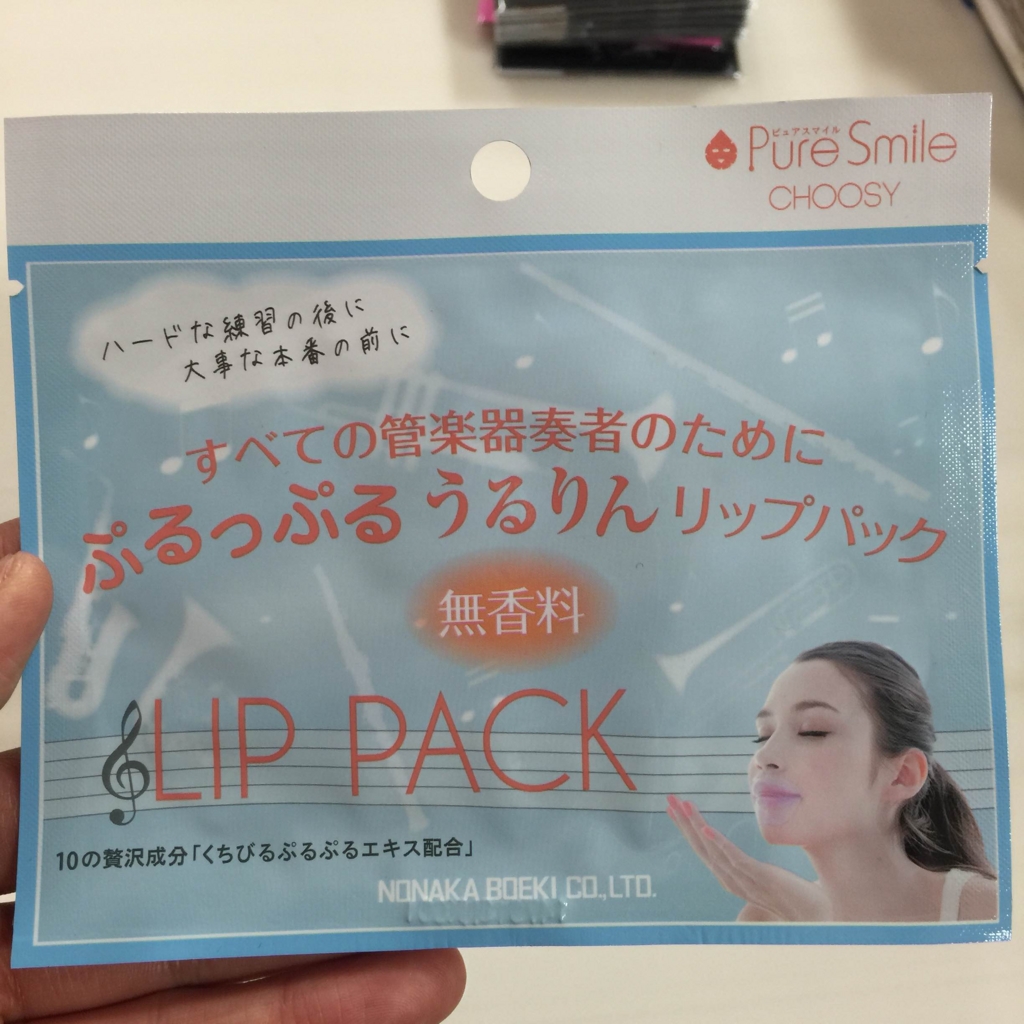 ピュアスマイル
Pure Smile
CHOOSY
ハードな練習の後に
大事な本番の前に
すべての管楽器奏者のために
ぷるっぷるうるりんリップパック
無香料
LIP PACK
10の贅沢成分「くちびるぷるぷるエキス配合」
NONAKA BOEKI CO.,LTD.